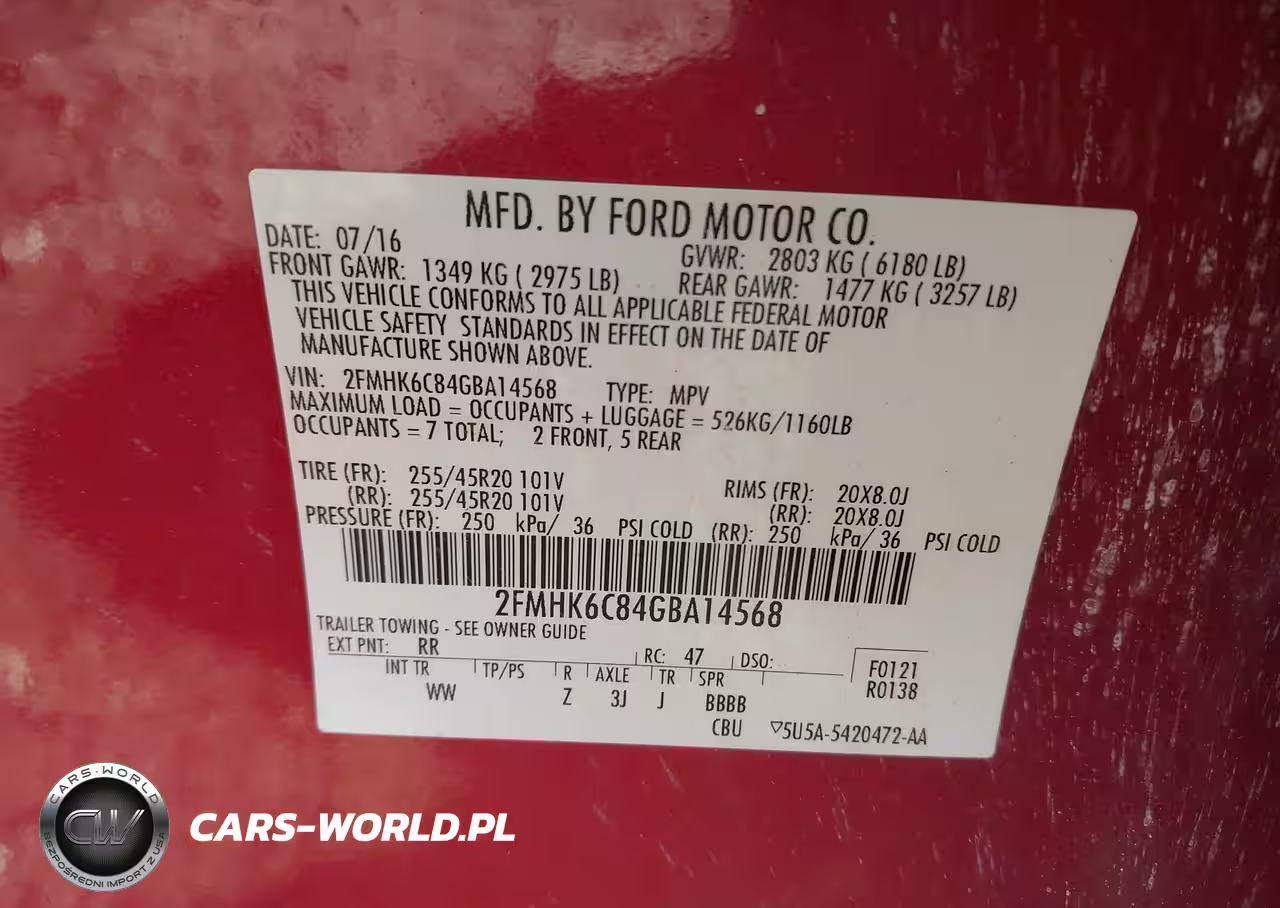 MFD. BY FORD MOTOR CO.
DATE: 07/16 GVWR: 2803 KG ( 6180 LB)
FRONT GAWR: 1349 KG ( 2975 LB) REAR GAWR: 1477 KG ( 3257 LB)
THIS VEHICLE CONFORMS TO ALL APPLICABLE FEDERAL MOTOR
VEHICLE SAFETY STANDARDS IN EFFECT ON THE DATE OF
MANUFACTURE SHOWN ABOVE.
VIN: 2FMHK6C84GBA14568 TYPE: MPV
MAXIMUM LOAD = OCCUPANTS + LUGGAGE = 526KG/1160LB
OCCUPANTS = 7 TOTAL; 2 FRONT, 5 REAR
TIRE (FR): 255/45R20 101V RIMS (FR): 20X8.0J
(RR): 255/45R20 101V (RR): 20X8.0J
PRESSURE (FR): 250 kPa/ 36 PSI COLD (RR): 250 kPa/ 36 PSI COLD
2FMHK6C84GBA14568
TRAILER TOWING - SEE OWNER GUIDE
EXT PNT: RR RC: 47 DSO: F0121
INT TR TP/PS R AXLE TR SPR R0138
WW Z 3J J BBBB
CBU ▽5U5A-5420472-AA
CARS-WORLD
CW
BEZPOŚREDNI IMPORT Z USA
CARS-WORLD.PL